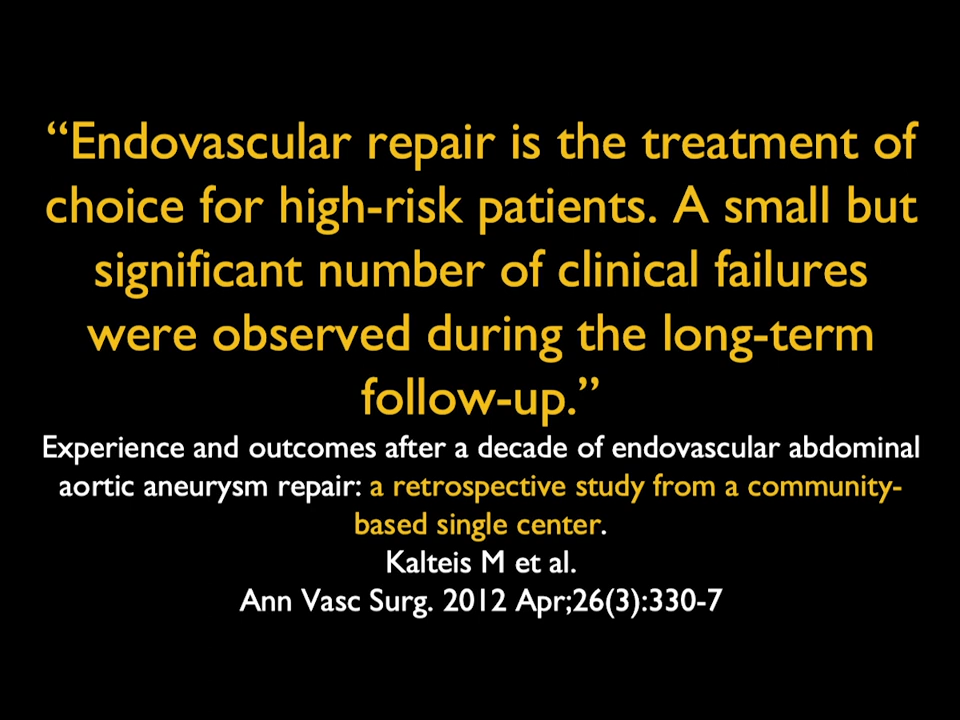 “Endovascular repair is the treatment of
choice for high-risk patients. A small but
significant number of clinical failures
were observed during the long-term
follow-up.”
Experience and outcomes after a decade of endovascular abdominal
aortic aneurysm repair: a retrospective study from a community-
based single center.
Kalteis M et al.
Ann Vasc Surg. 2012 Apr;26(3):330-7